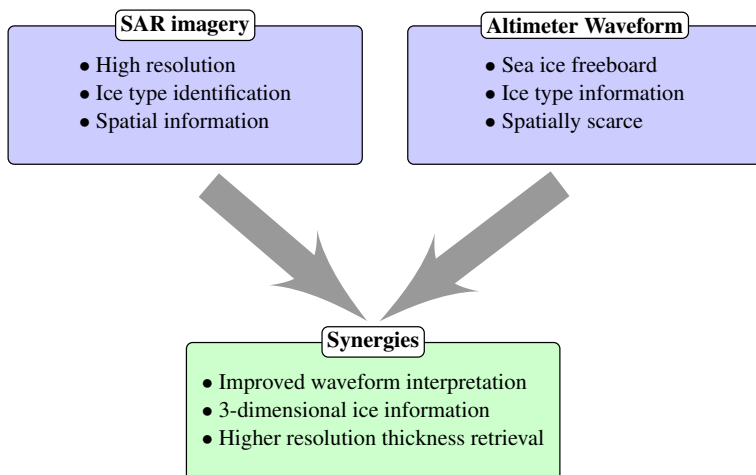 SAR imagery
• High resolution
• Ice type identification
• Spatial information
Altimeter Waveform
• Sea ice freeboard
• Ice type information
• Spatially scarce
Synergies
• Improved waveform interpretation
• 3-dimensional ice information
• Higher resolution thickness retrieval